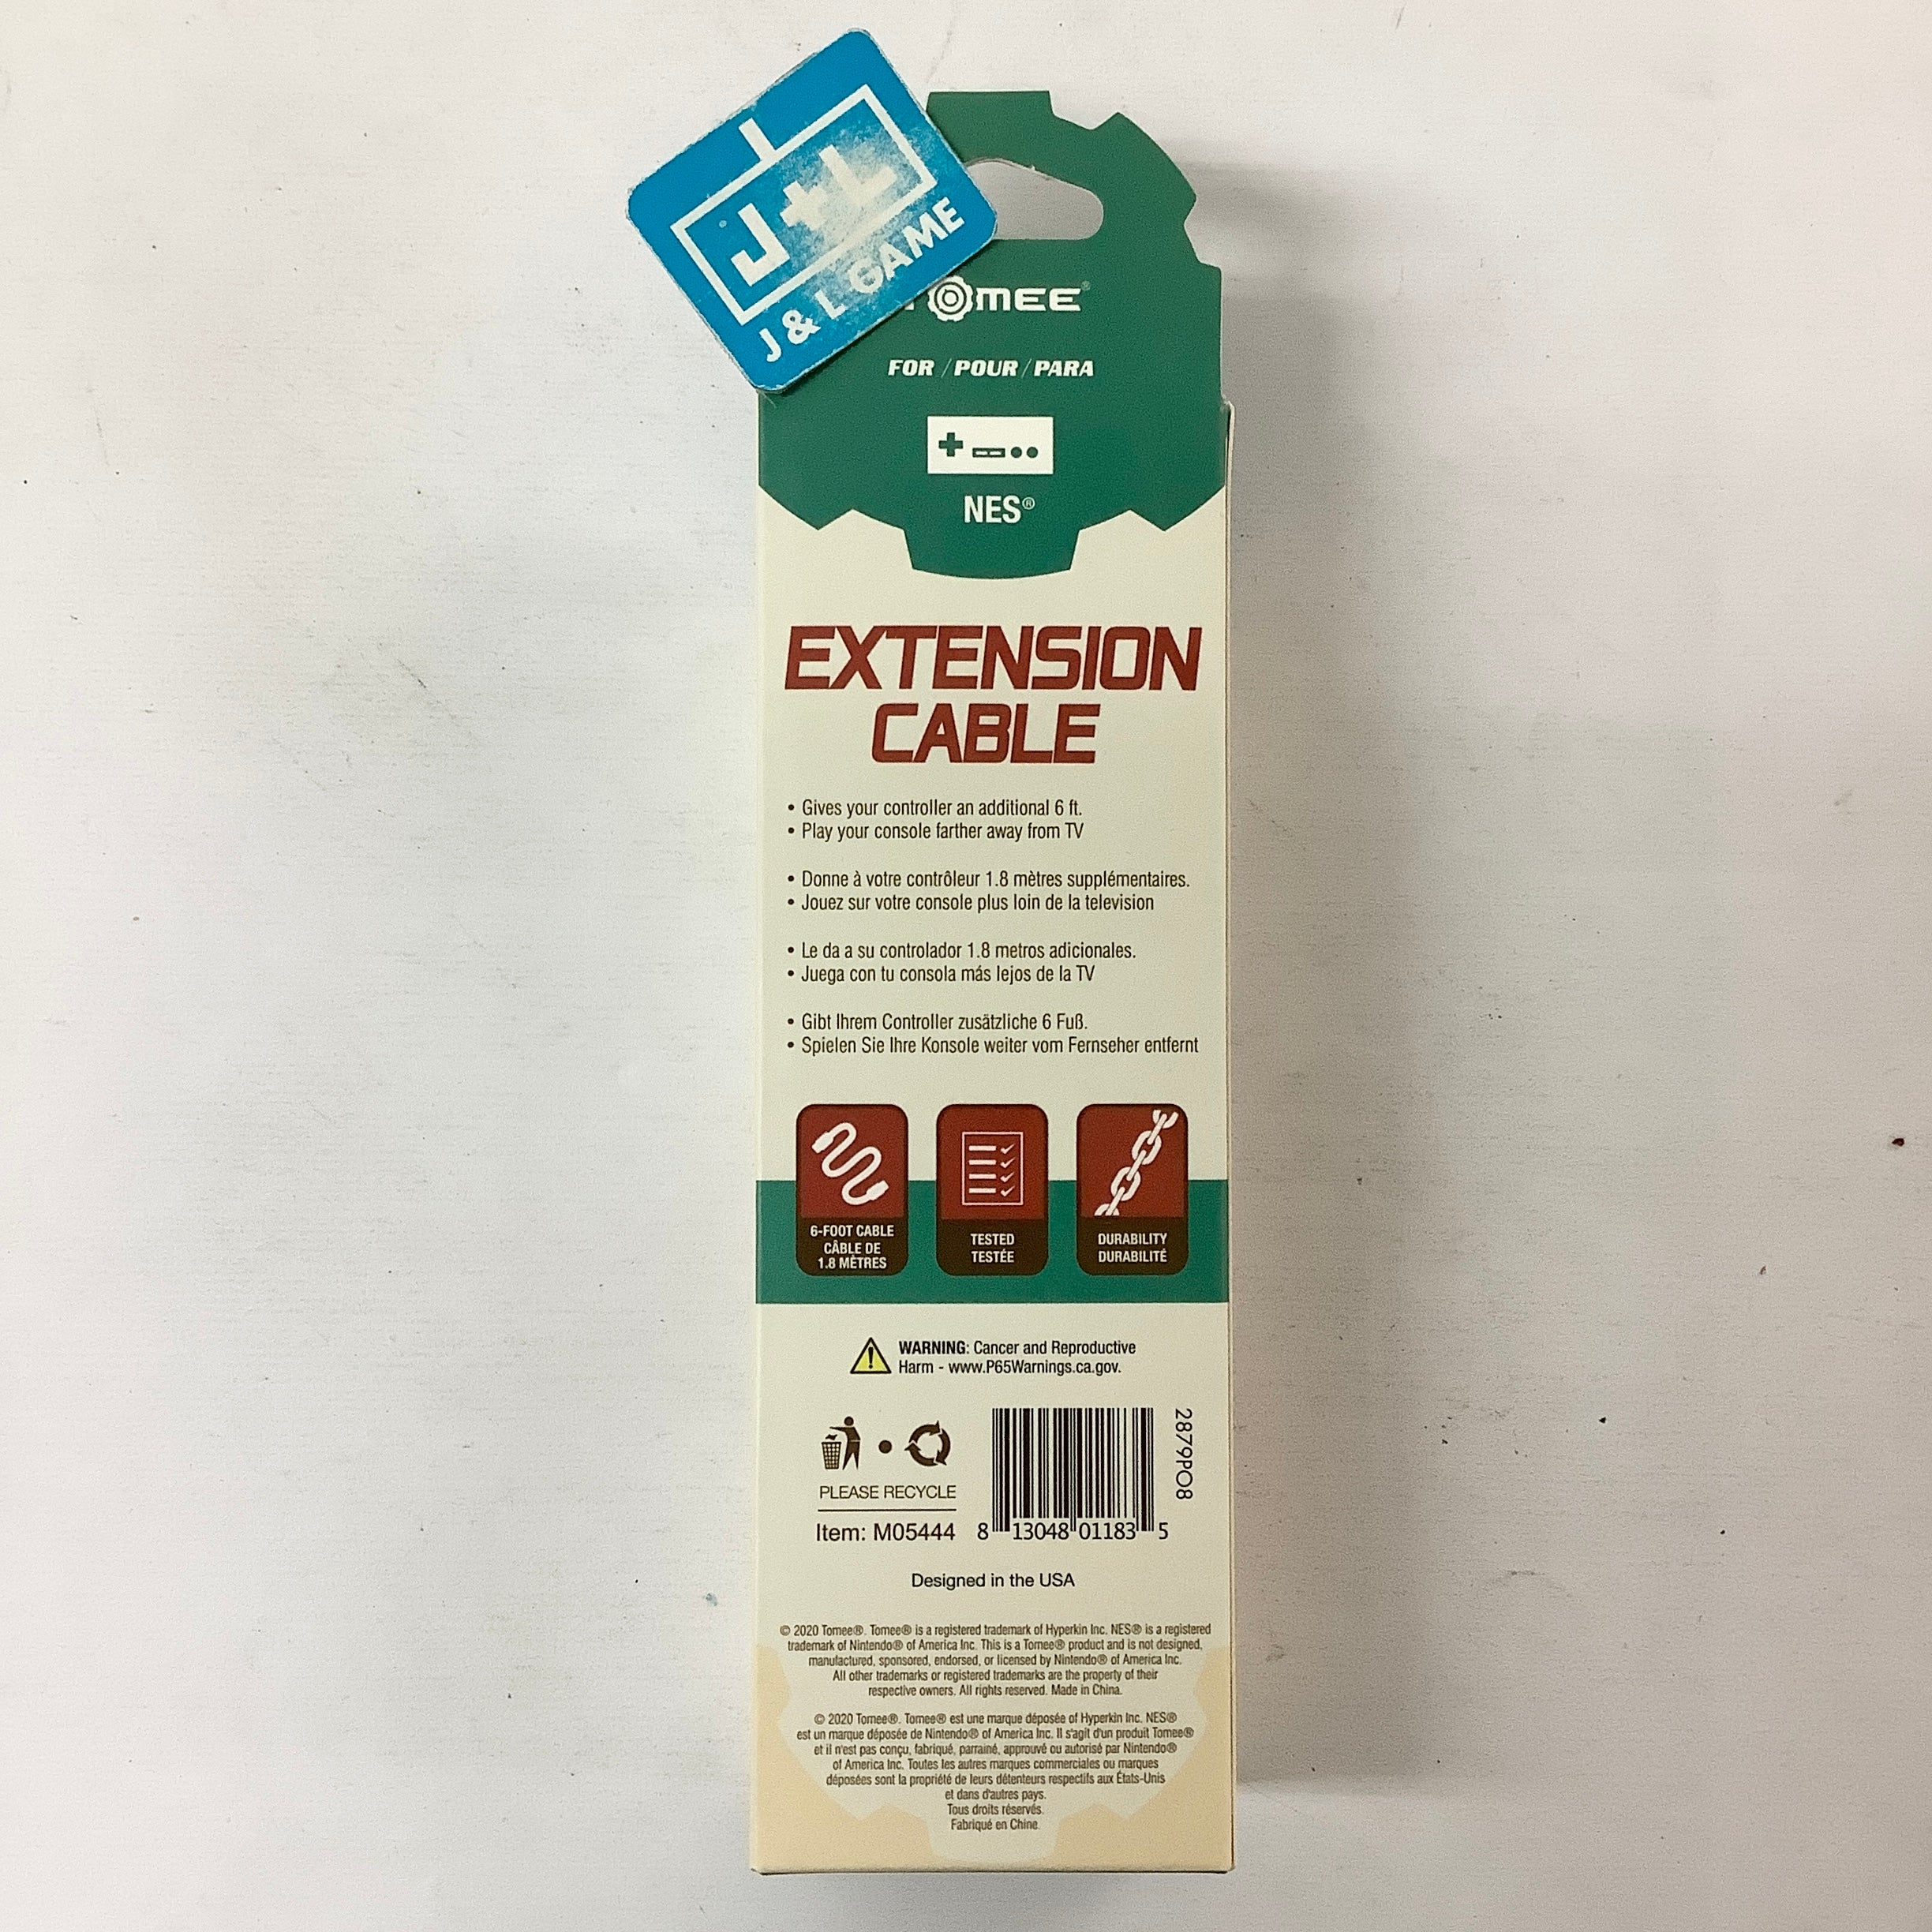 J+L
J & L GAME
TOMEE®
FOR / POUR / PARA
NES®
EXTENSION
CABLE
• Gives your controller an additional 6 ft.
• Play your console farther away from TV
• Donne à votre contrôleur 1.8 mètres supplémentaires.
• Jouez sur votre console plus loin de la television
• Le da a su controlador 1.8 metros adicionales.
• Juega con tu consola más lejos de la TV
• Gibt Ihrem Controller zusätzliche 6 Fuß.
• Spielen Sie Ihre Konsole weiter vom Fernseher entfernt
6-FOOT CABLE
CÂBLE DE
1.8 MÈTRES
TESTED
TESTÉE
DURABILITY
DURABILITÉ
WARNING: Cancer and Reproductive
Harm - www.P65Warnings.ca.gov.
PLEASE RECYCLE
Item: M05444
8 13048 01183 5
2879PO8
Designed in the USA
© 2020 Tomee®. Tomee® is a registered trademark of Hyperkin Inc. NES® is a registered
trademark of Nintendo® of America Inc. This is a Tomee® product and is not designed,
manufactured, sponsored, endorsed, or licensed by Nintendo® of America Inc.
All other trademarks or registered trademarks are the property of their
respective owners. All rights reserved. Made in China.
© 2020 Tomee®. Tomee® est une marque déposée of Hyperkin Inc. NES®
est un marque déposée de Nintendo® of America Inc. Il s'agit d'un produit Tomee®
et il n'est pas conçu, fabriqué, parrainé, approuvé ou autorisé par Nintendo®
of America Inc. Toutes les autres marques commerciales ou marques
déposées sont la propriété de leurs détenteurs respectifs aux États-Unis
et dans d'autres pays.
Tous droits réservés.
Fabriqué en Chine.